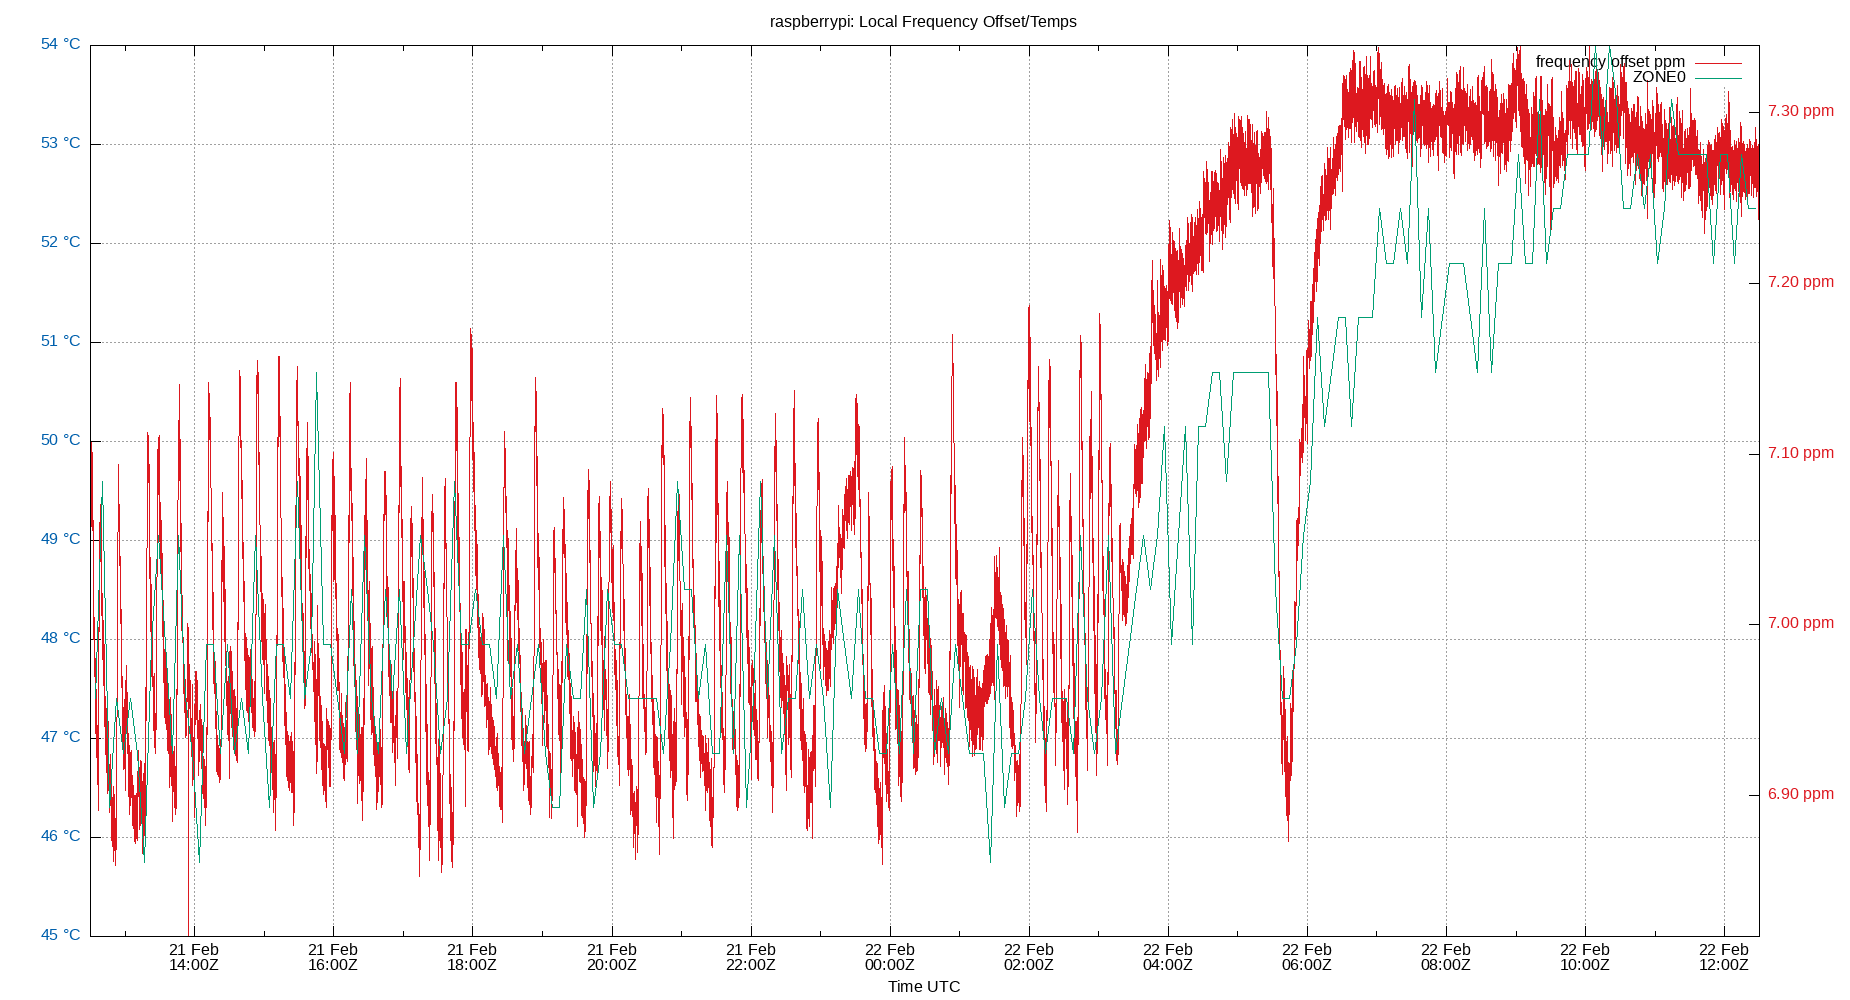 raspberrypi: Local Frequency Offset/Temps
54 °C
53 °C
52 °C
51 °C
50 °C
49 °C
48 °C
47 °C
46 °C
45 °C
frequency offset ppm
ZONE0
7.30 ppm
7.20 ppm
7.10 ppm
7.00 ppm
6.90 ppm
21 Feb
14:00Z
21 Feb
16:00Z
21 Feb
18:00Z
21 Feb
20:00Z
21 Feb
22:00Z
22 Feb
00:00Z
22 Feb
02:00Z
22 Feb
04:00Z
22 Feb
06:00Z
22 Feb
08:00Z
22 Feb
10:00Z
22 Feb
12:00Z
Time UTC